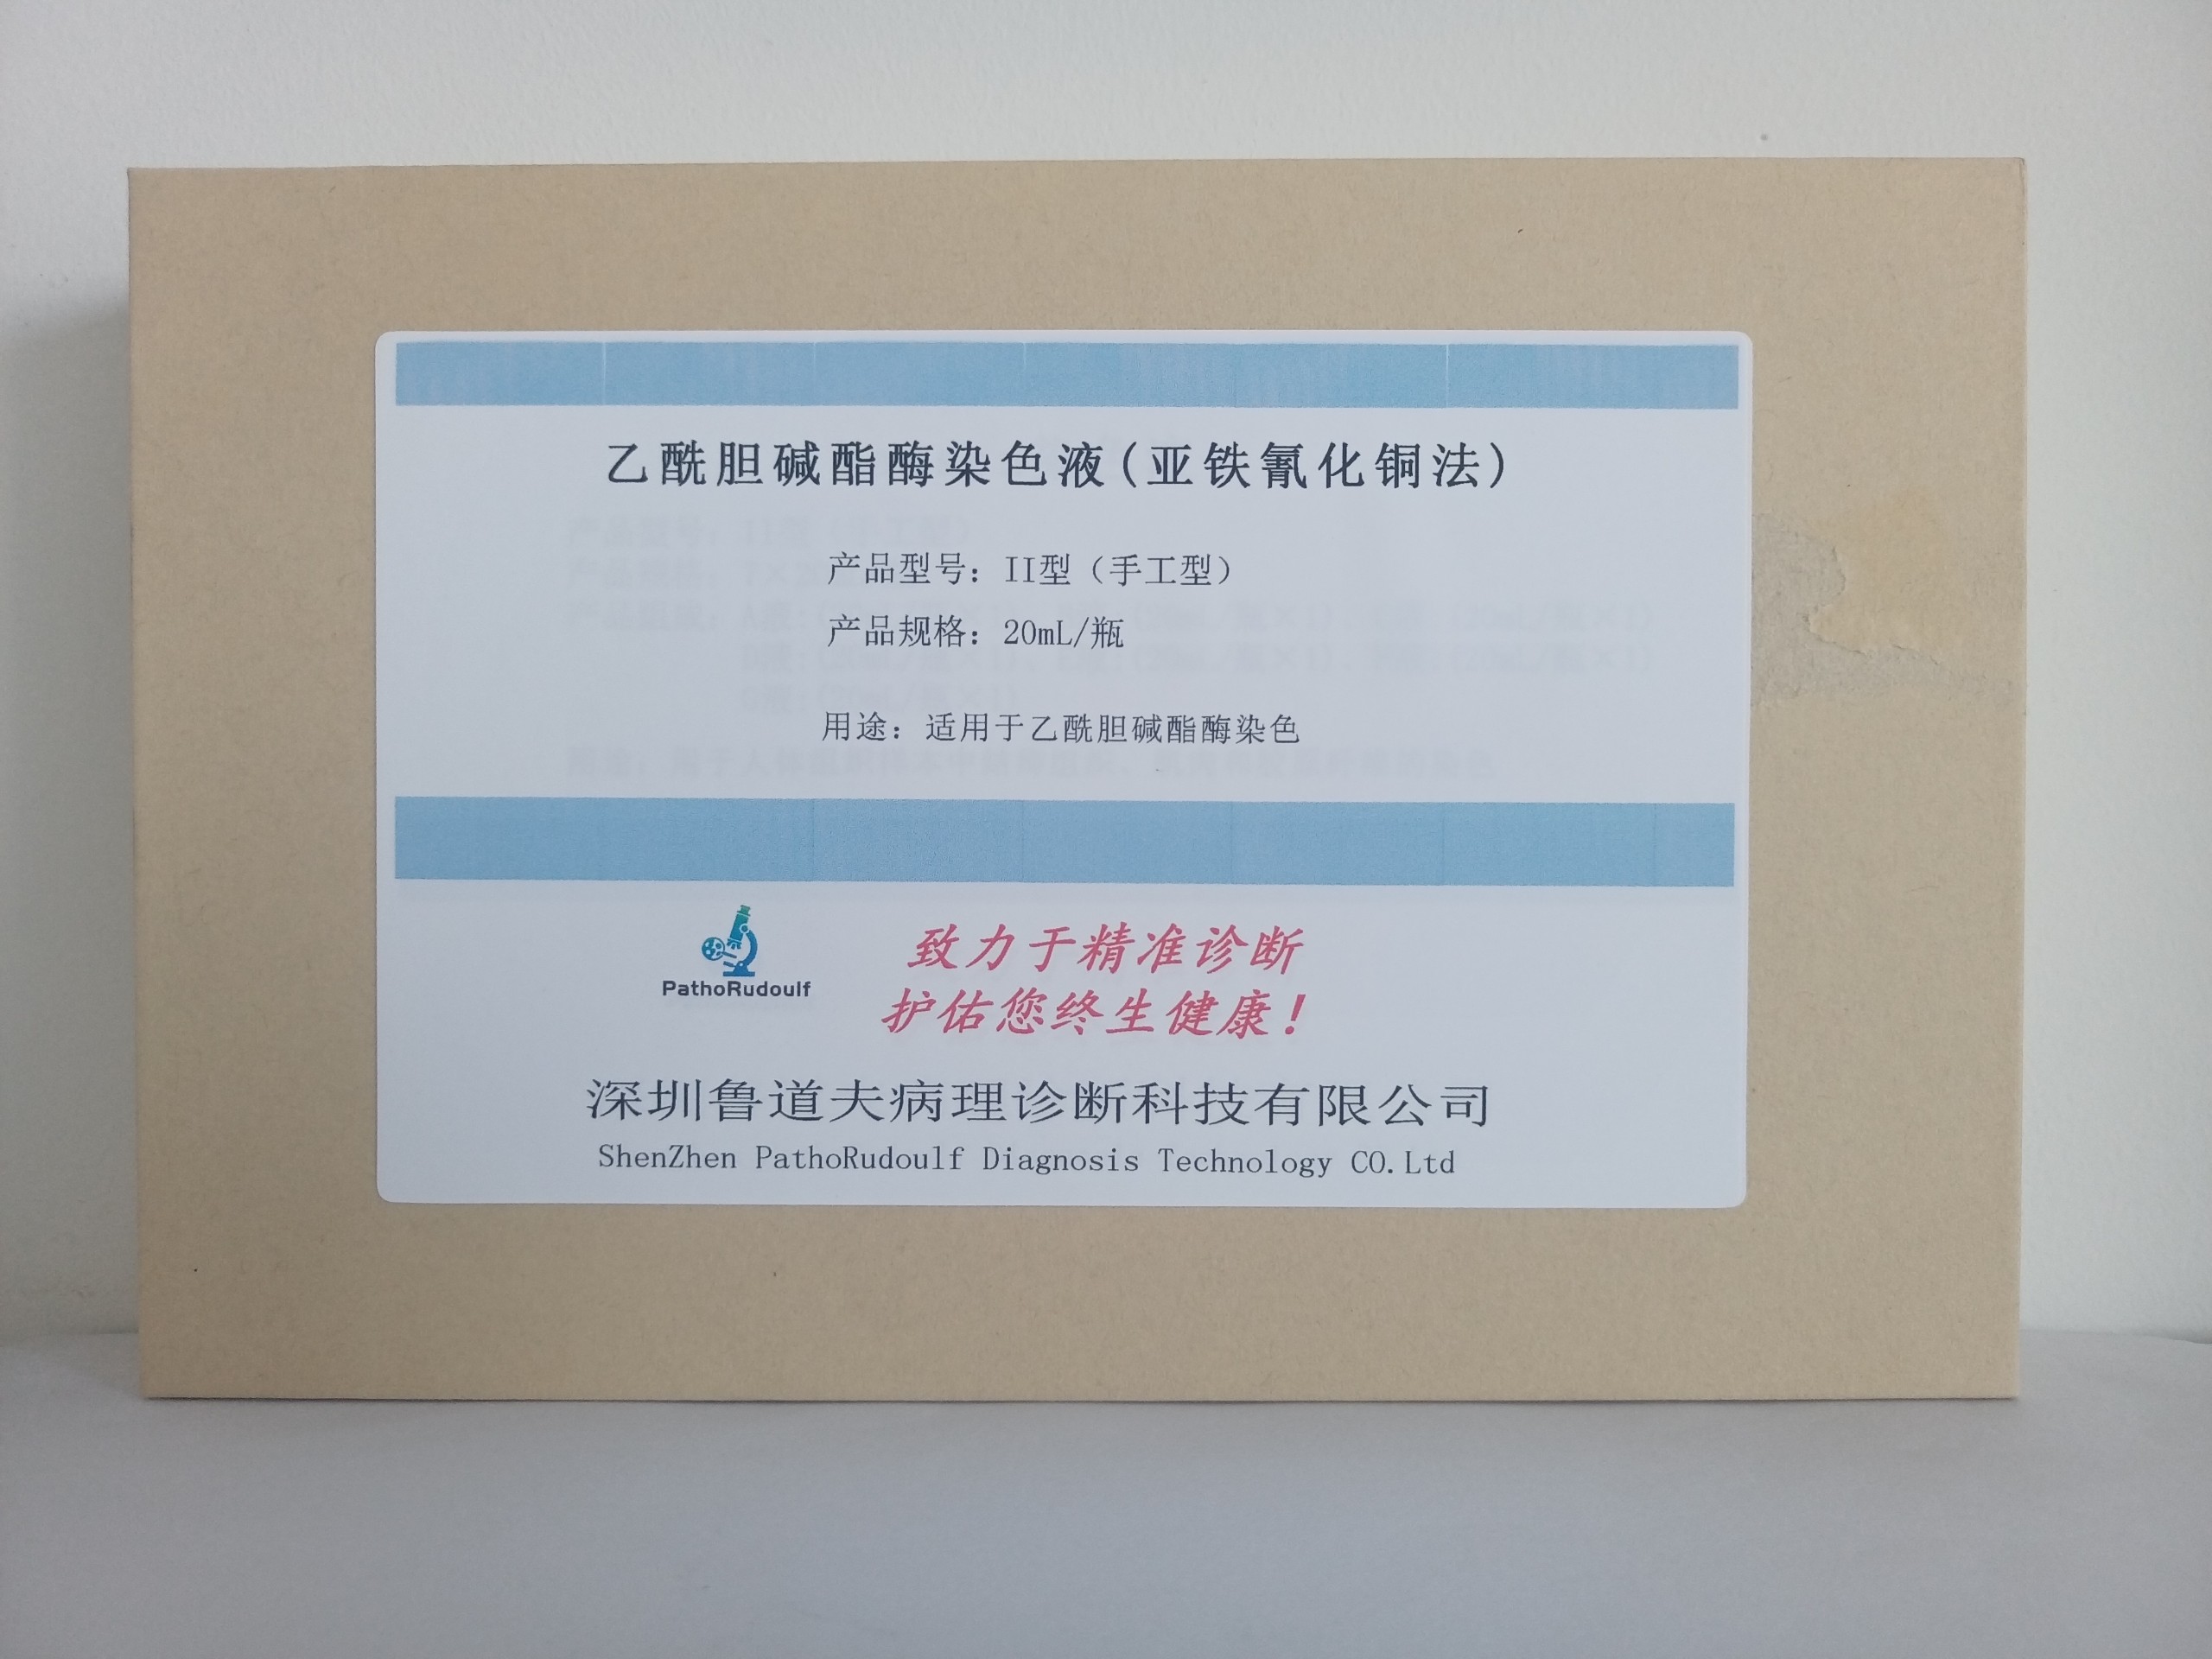 乙酰胆碱酯酶染色液(亚铁氰化铜法)
产品型号：II型（手工型）
产品规格：20mL/瓶
用途：适用于乙酰胆碱酯酶染色
PathoRudoulf
致力于精准诊断
护佑您终生健康！
深圳鲁道夫病理诊断科技有限公司
ShenZhen PathoRudoulf Diagnosis Technology CO.Ltd